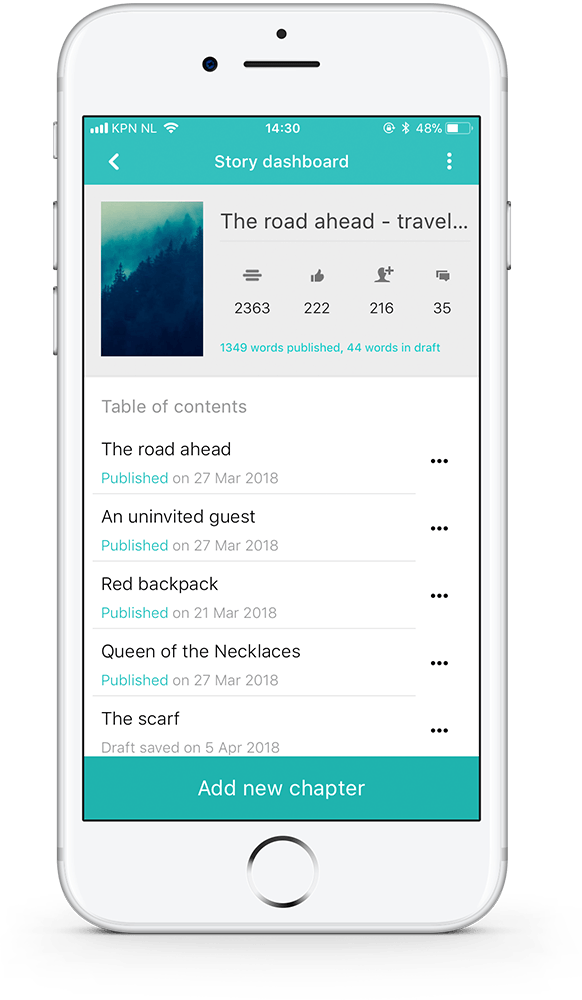 KPN NL 14:30 48%
Story dashboard
The road ahead - travel...
2363 222 216 35
1349 words published, 44 words in draft
Table of contents
The road ahead
Published on 27 Mar 2018
An uninvited guest
Published on 27 Mar 2018
Red backpack
Published on 21 Mar 2018
Queen of the Necklaces
Published on 27 Mar 2018
The scarf
Draft saved on 5 Apr 2018
Add new chapter